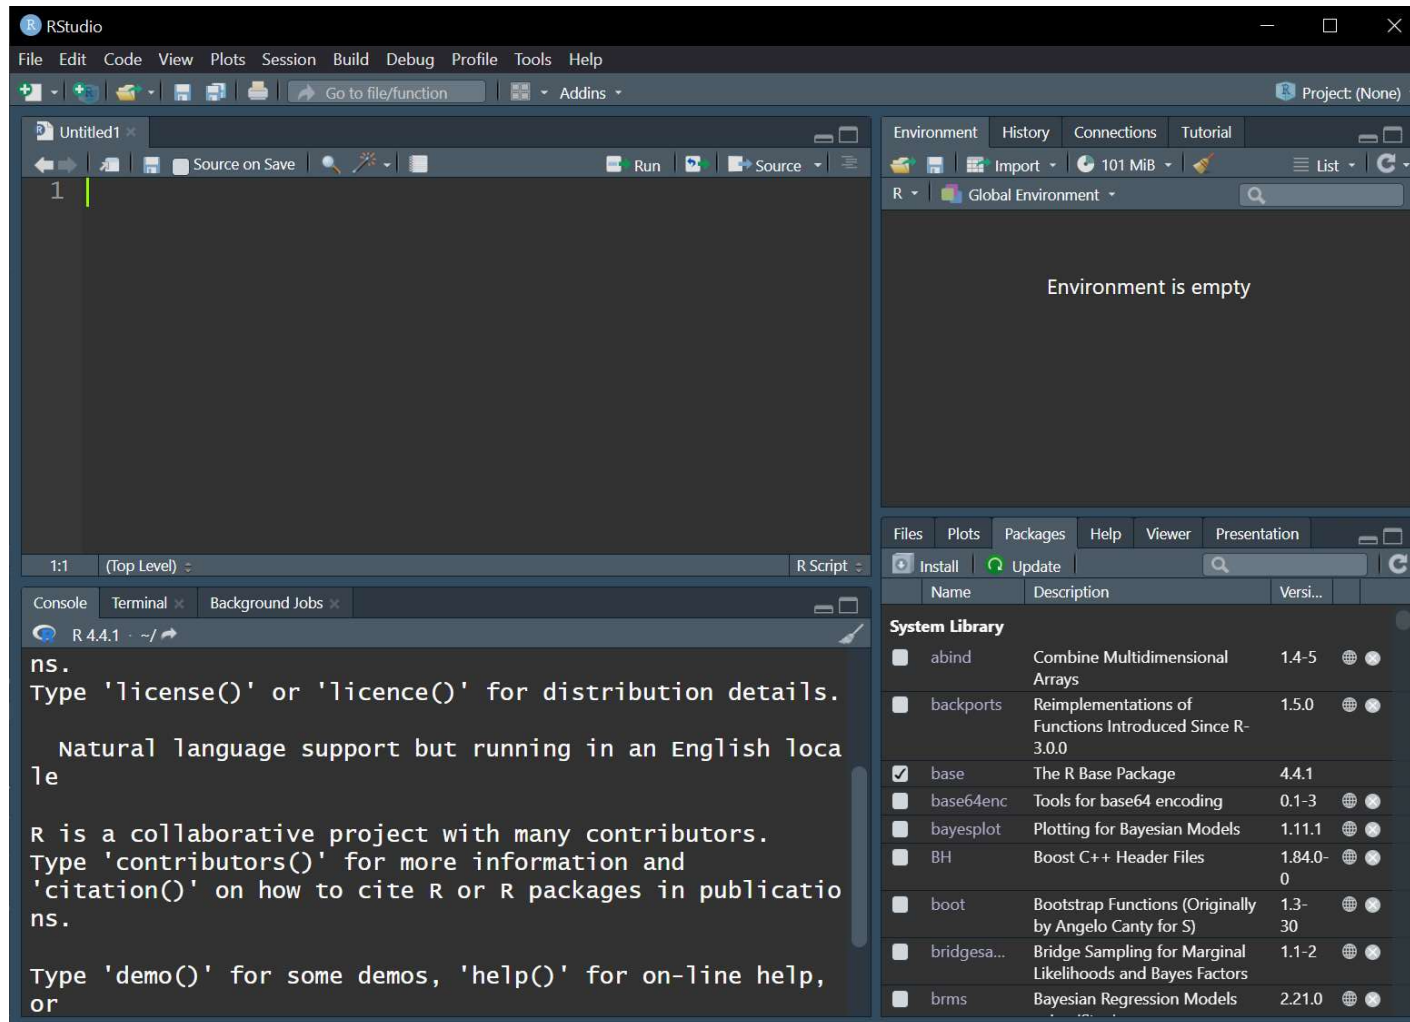 RStudio
File Edit Code View Plots Session Build Debug Profile Tools Help
Go to file/function Addins Project: (None)
Untitled1
Source on Save Run Source
1
1:1 (Top Level) R Script
Console Terminal Background Jobs
R 4.4.1 · ~/
ns.
Type 'license()' or 'licence()' for distribution details.
Natural language support but running in an English loca
le
R is a collaborative project with many contributors.
Type 'contributors()' for more information and
'citation()' on how to cite R or R packages in publicatio
ns.
Type 'demo()' for some demos, 'help()' for on-line help,
or
Environment History Connections Tutorial
Import 101 MiB List
R Global Environment
Environment is empty
Files Plots Packages Help Viewer Presentation
Install Update
Name Description Versi...
System Library
abind Combine Multidimensional 1.4-5
Arrays
backports Reimplementations of 1.5.0
Functions Introduced Since R-
3.0.0
base The R Base Package 4.4.1
base64enc Tools for base64 encoding 0.1-3
bayesplot Plotting for Bayesian Models 1.11.1
BH Boost C++ Header Files 1.84.0-
0
boot Bootstrap Functions (Originally 1.3-
by Angelo Canty for S) 30
bridgesa... Bridge Sampling for Marginal 1.1-2
Likelihoods and Bayes Factors
brms Bayesian Regression Models 2.21.0